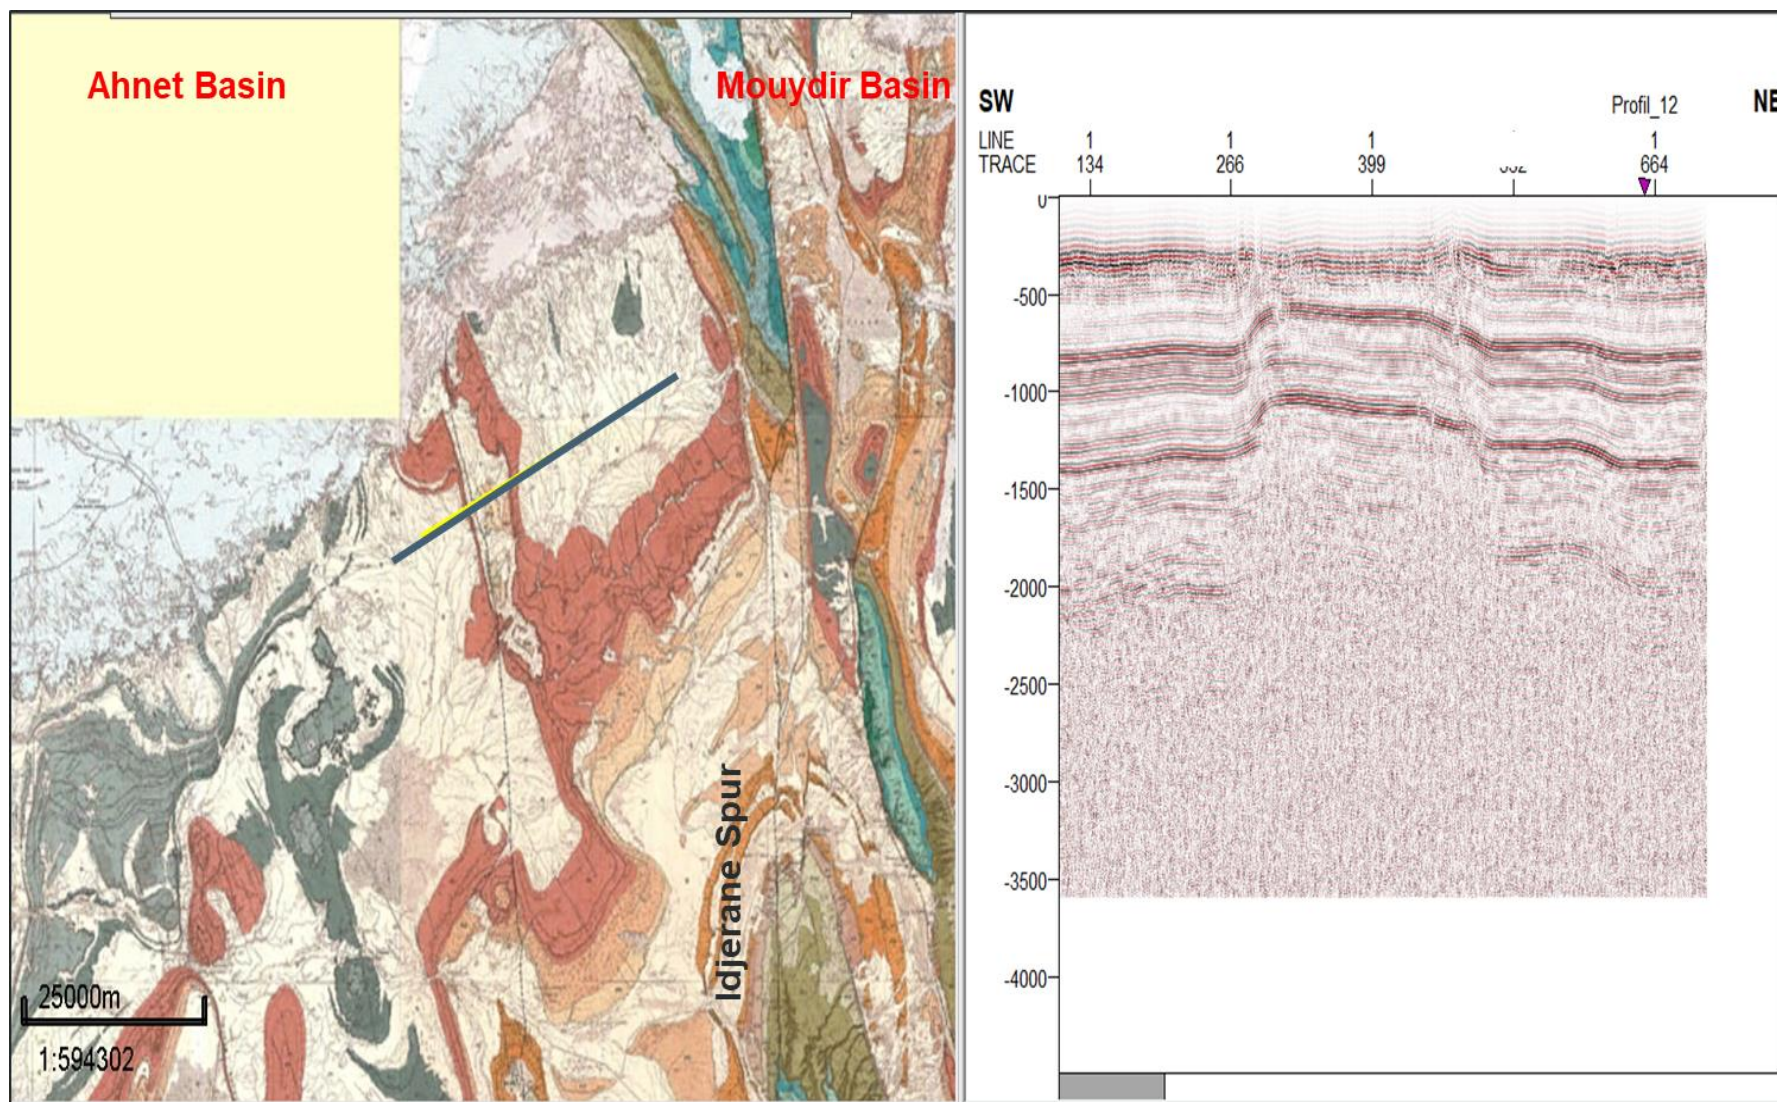 Ahnet Basin
Mouydir Basin
Idjerane Spur
25000m
1:594302
SW
Profil_12
NE
LINE 1 1 1 1
TRACE 134 266 399 664
0
-500
-1000
-1500
-2000
-2500
-3000
-3500
-4000